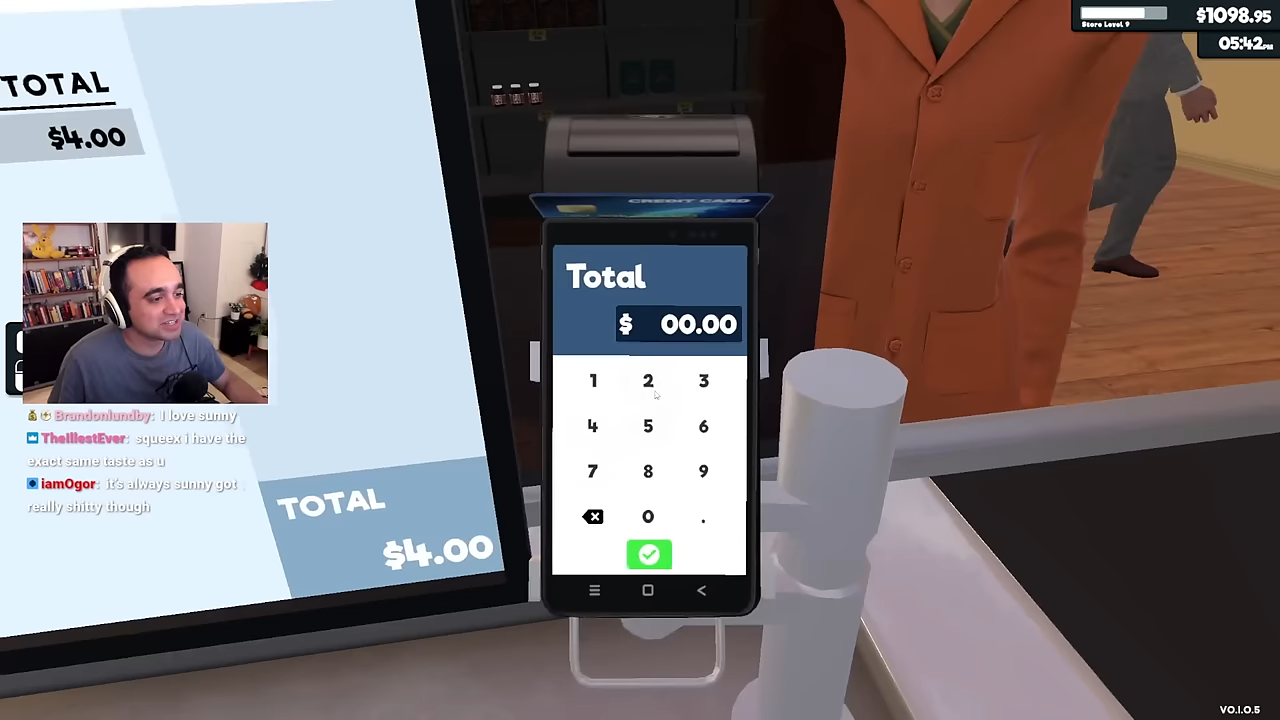 $1098.95
Store Level 9
05:42PM
TOTAL
$4.00
CREDIT CARD
Total
$ 00.00
1 2 3
4 5 6
7 8 9
0 .
Brandonlundby: I love sunny
TheIllestEver: squeex i have the
exact same taste as u
iamOgor: it's always sunny got
really shitty though
TOTAL
$4.00
V0.1.0.5